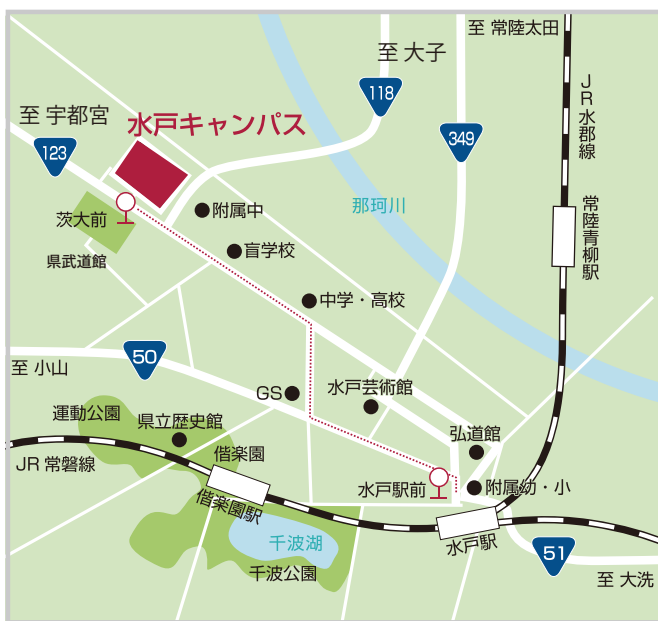 至 常陸太田
至 大子
118
JR水郡線
至 宇都宮
水戸キャンパス
349
123
那珂川
常陸青柳駅
附属中
茨大前
盲学校
県武道館
中学・高校
50
至 小山
GS
水戸芸術館
運動公園
県立歴史館
弘道館
偕楽園
JR 常磐線
水戸駅前
附属幼・小
偕楽園駅
千波湖
水戸駅
51
千波公園
至 大洗